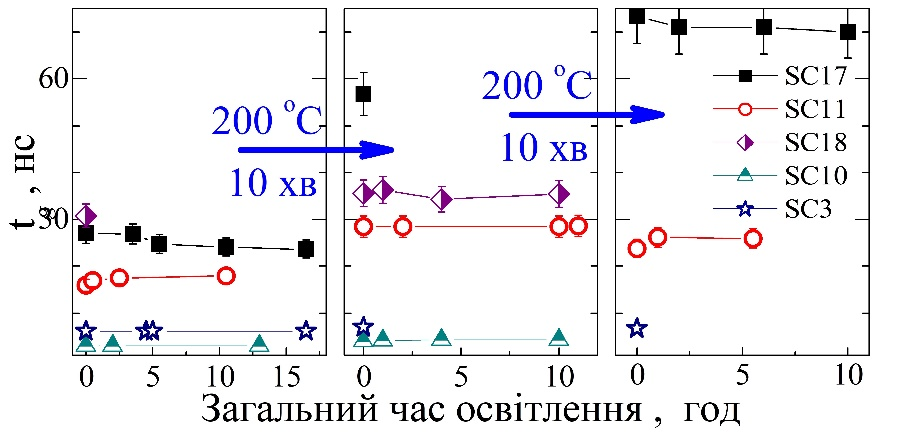 60
30
t_g , нс
200 °C
10 хв
200 °C
10 хв
SC17
SC11
SC18
SC10
SC3
0 5 10 15 0 5 10 0 5 10
Загальний час освітлення , год